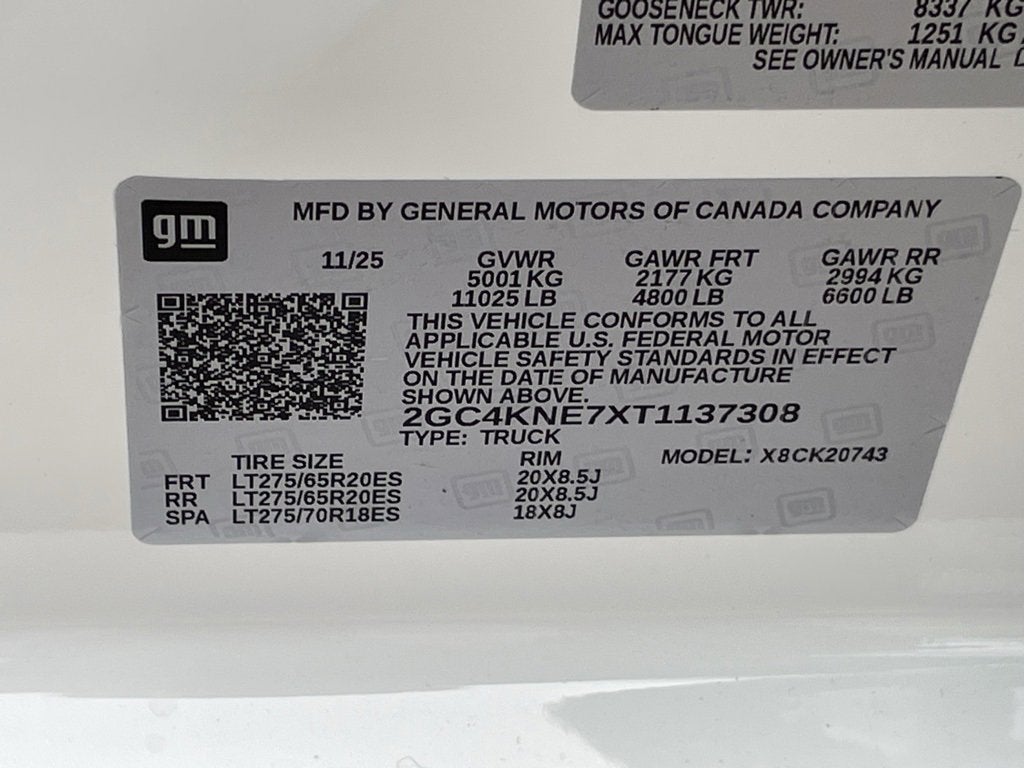 GOOSENECK TWR: 8337 KG
MAX TONGUE WEIGHT: 1251 KG
SEE OWNER'S MANUAL
gm
MFD BY GENERAL MOTORS OF CANADA COMPANY
11/25 GVWR GAWR FRT GAWR RR
5001 KG 2177 KG 2994 KG
11025 LB 4800 LB 6600 LB
THIS VEHICLE CONFORMS TO ALL
APPLICABLE U.S. FEDERAL MOTOR
VEHICLE SAFETY STANDARDS IN EFFECT
ON THE DATE OF MANUFACTURE
SHOWN ABOVE.
2GC4KNE7XT1137308
TYPE: TRUCK
TIRE SIZE RIM MODEL: X8CK20743
FRT LT275/65R20ES 20X8.5J
RR LT275/65R20ES 20X8.5J
SPA LT275/70R18ES 18X8J